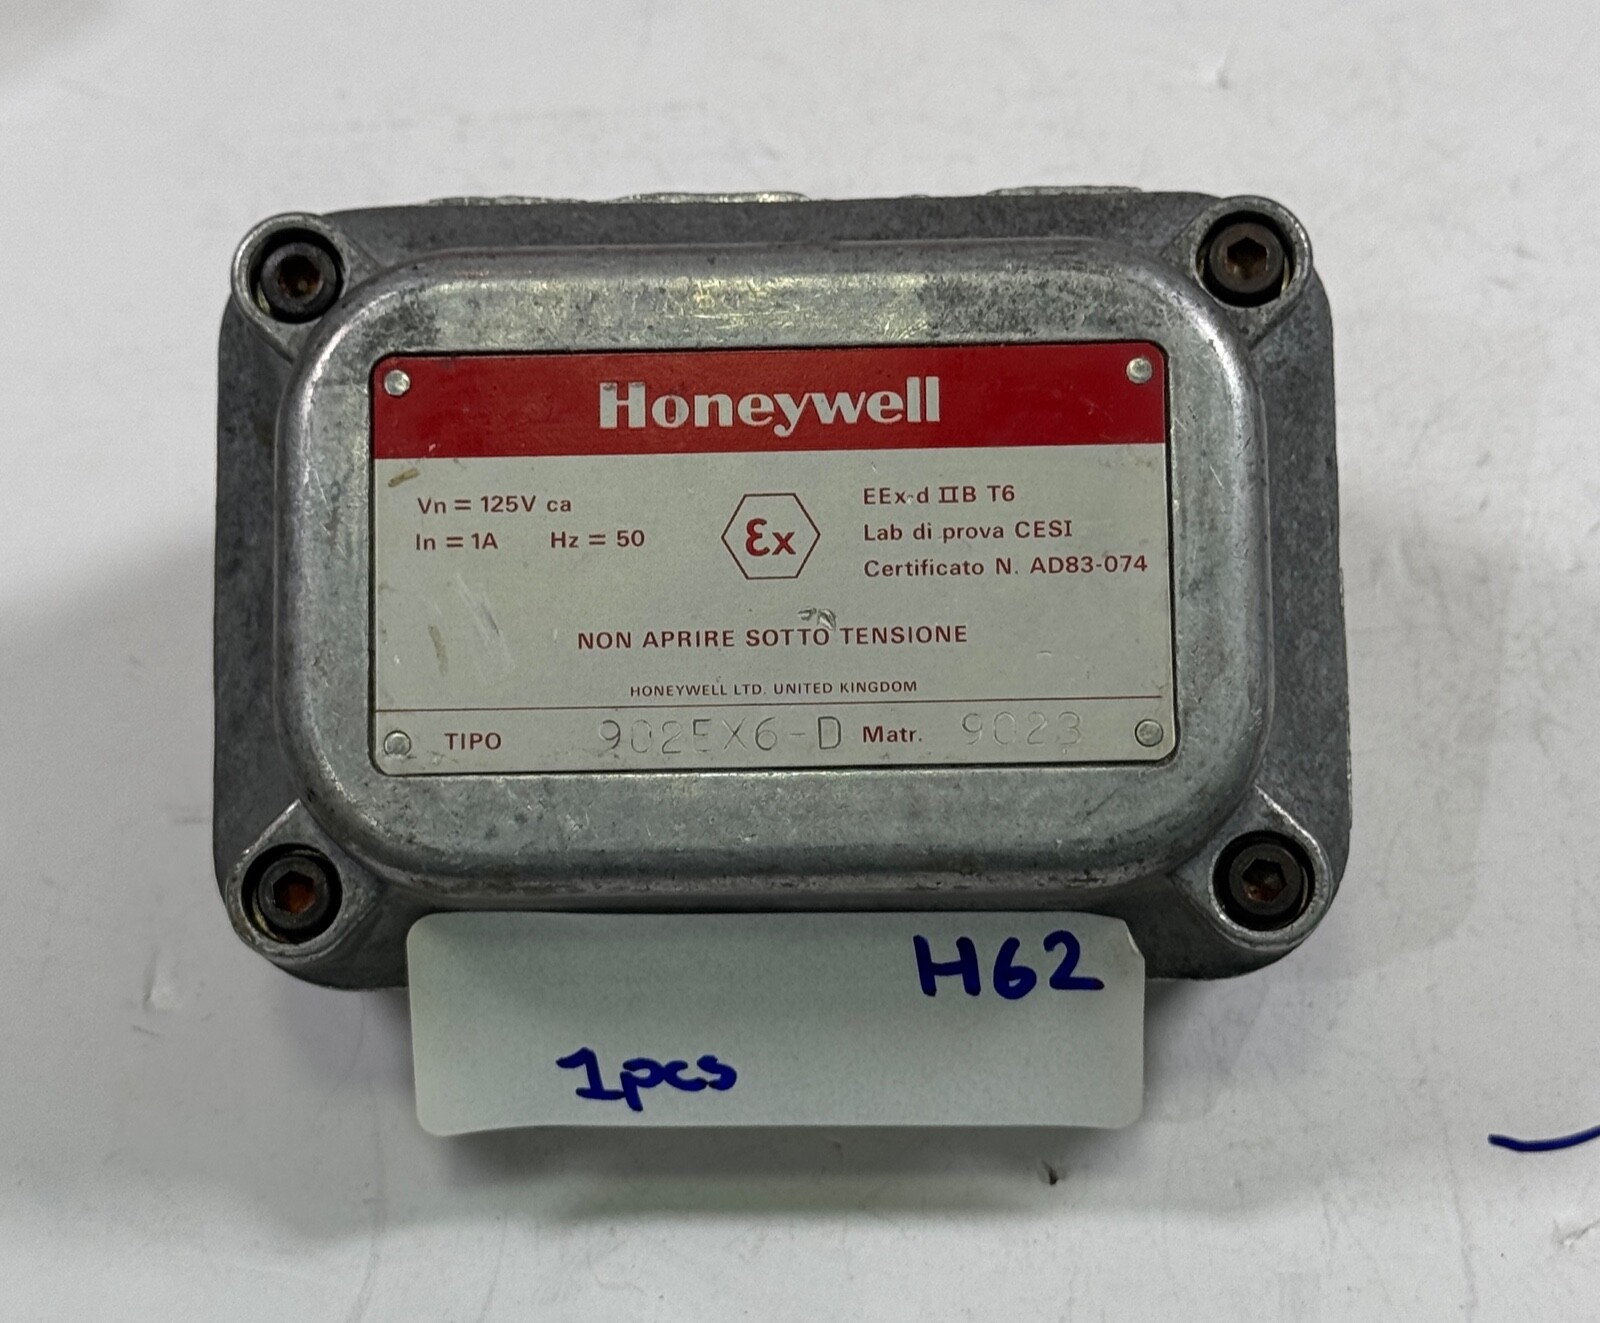 Honeywell
Vn = 125V ca
In = 1A Hz = 50
Ex
EEx-d IIB T6
Lab di prova CESI
Certificato N. AD83-074
NON APRIRE SOTTO TENSIONE
HONEYWELL LTD. UNITED KINGDOM
TIPO 902EX6-D Matr. 9023
H62
1pcs